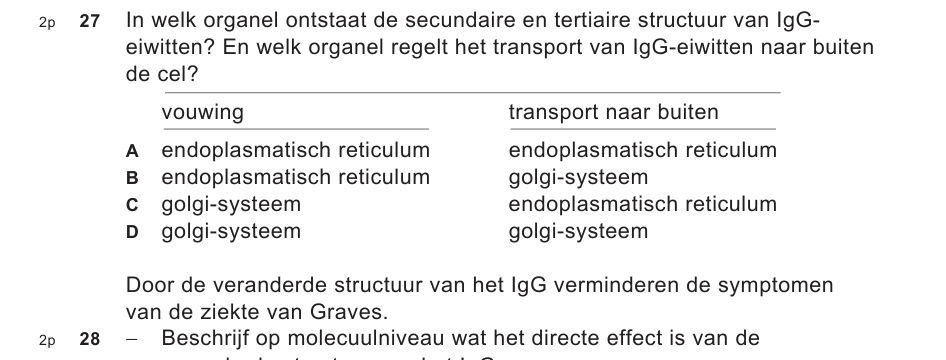 2p 27 In welk organel ontstaat de secundaire en tertiaire structuur van IgG-
eiwitten? En welk organel regelt het transport van IgG-eiwitten naar buiten
de cel?
vouwing transport naar buiten
A endoplasmatisch reticulum endoplasmatisch reticulum
B endoplasmatisch reticulum golgi-systeem
C golgi-systeem endoplasmatisch reticulum
D golgi-systeem golgi-systeem
Door de veranderde structuur van het IgG verminderen de symptomen
van de ziekte van Graves.
2p 28 – Beschrijf op molecuulniveau wat het directe effect is van de